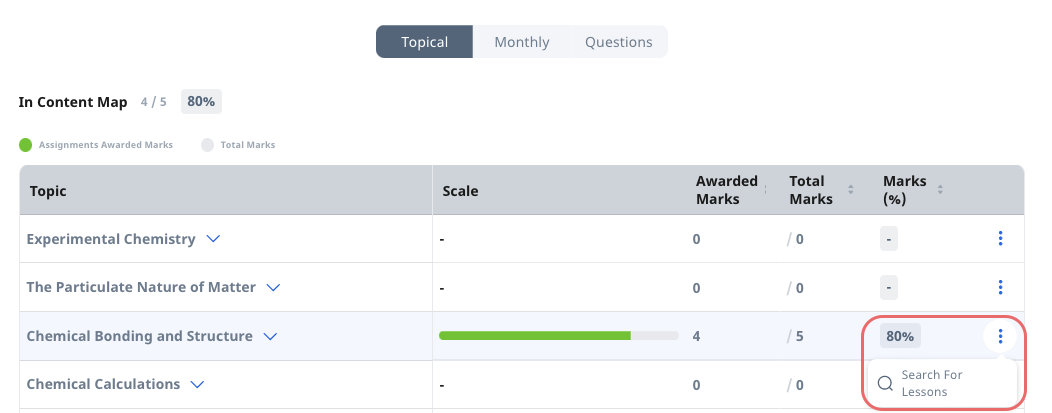 Topical Monthly Questions
In Content Map 4 / 5 80%
Assignments Awarded Marks Total Marks
Topic Scale Awarded Marks Total Marks Marks (%)
Experimental Chemistry - 0 / 0 -
The Particulate Nature of Matter - 0 / 0 -
Chemical Bonding and Structure 4 / 5 80%
Chemical Calculations - 0 / 0
Search For
Lessons